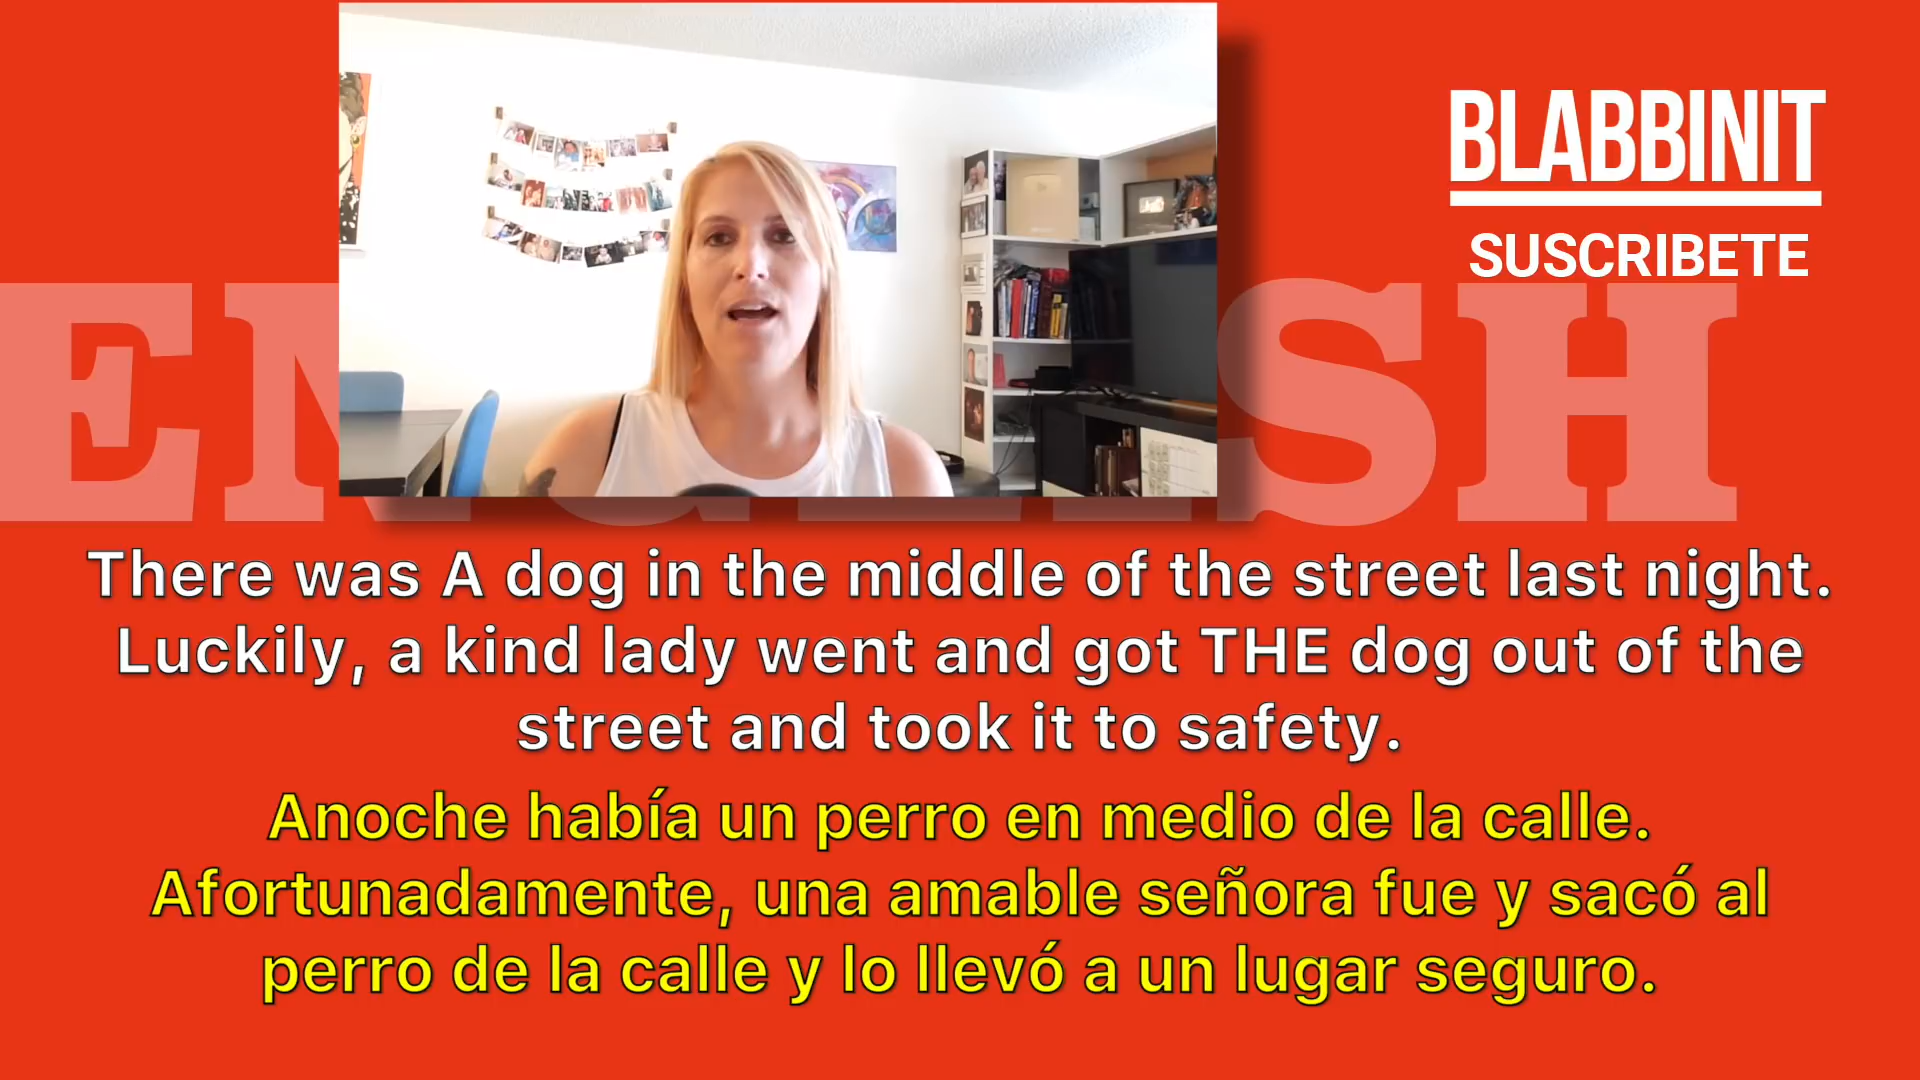 BLABBINIT
SUSCRIBETE
ENGLISH
There was A dog in the middle of the street last night.
Luckily, a kind lady went and got THE dog out of the
street and took it to safety.
Anoche había un perro en medio de la calle.
Afortunadamente, una amable señora fue y sacó al
perro de la calle y lo llevó a un lugar seguro.